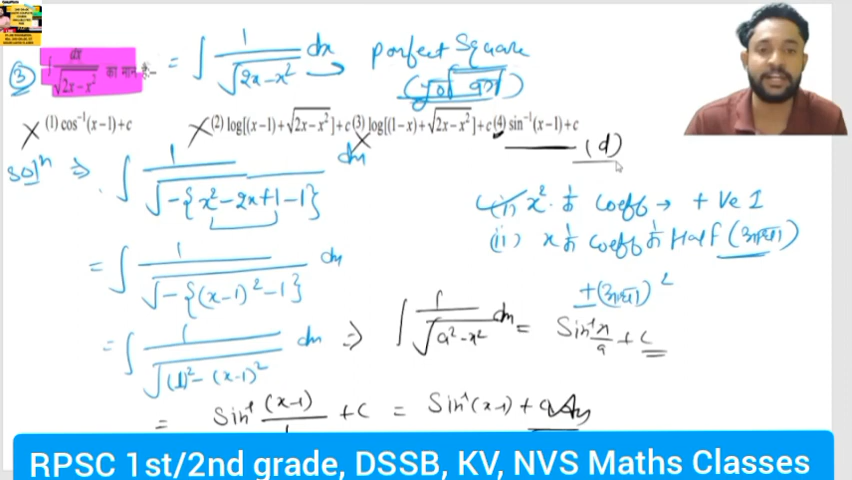 ③ ∫ dx/√(2x-x²) का मान है:- = ∫ 1/√(2x-x²) dx perfect Square
(पूर्ण वर्ग)
(1) cos⁻¹(x-1)+c (2) log[(x-1)+√(2x-x²)]+c (3) log[(1-x)+√(2x-x²)]+c (4) sin⁻¹(x-1)+c
(d)
Solⁿ ⇒ ∫ 1/√(-{x²-2x+1-1}) dx
(i) x² के coeff → +ve 1
(ii) x के coeff के Half (आधा)
+(आधा)²
= ∫ 1/√(-{(x-1)²-1}) dx
= ∫ 1/√((1)²-(x-1)²) dx ⇒ ∫ 1/√(a²-x²) dx = Sin⁻¹ x/a + c
= Sin⁻¹ (x-1)/1 + c = Sin⁻¹(x-1) + c Ans
RPSC 1st/2nd grade, DSSB, KV, NVS Maths Classes